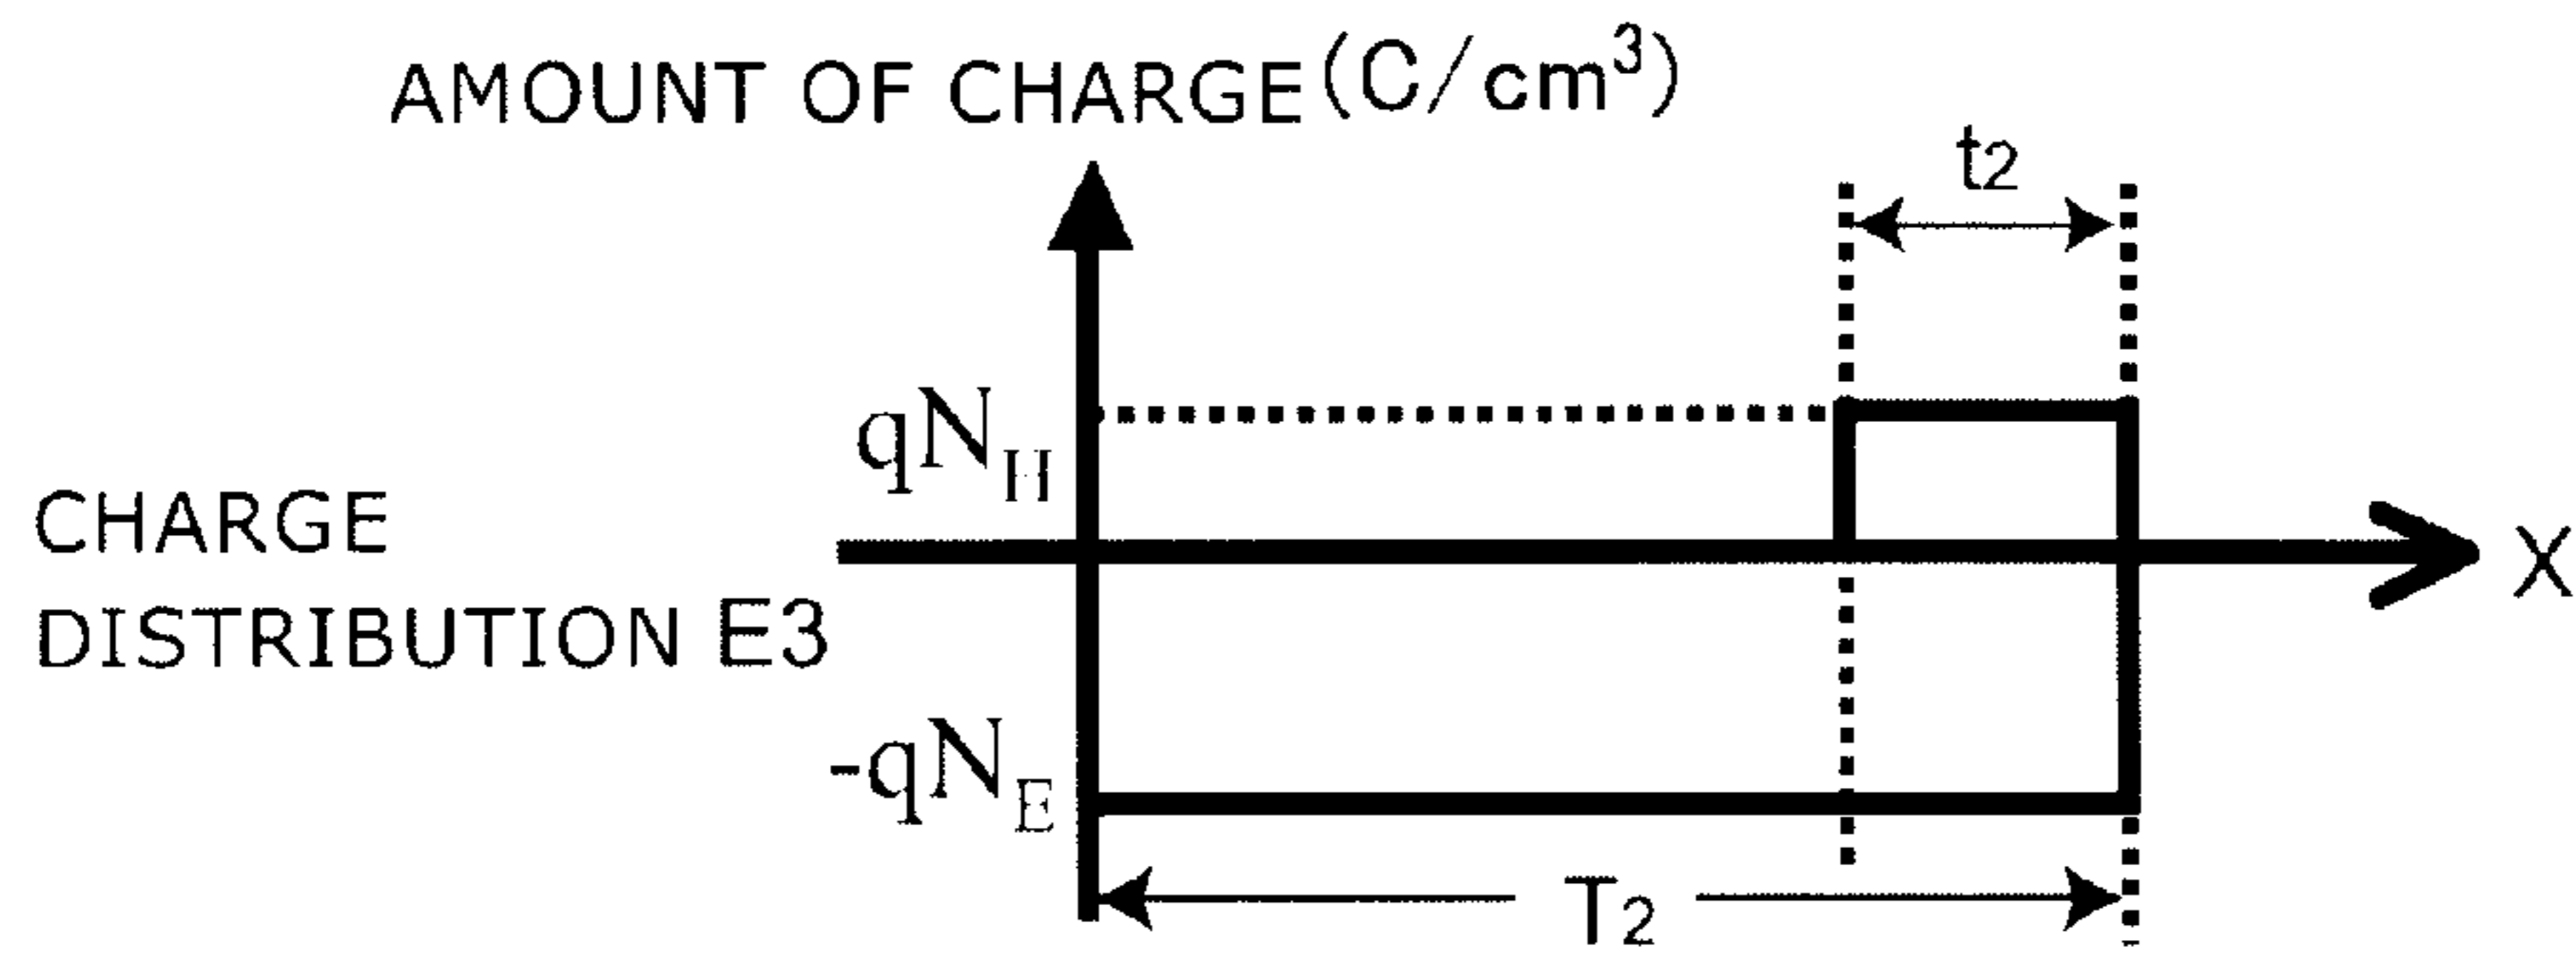 AMOUNT OF CHARGE(C/cm³)
t₂
qN_H
CHARGE
DISTRIBUTION E3
X
-qN_E
T₂